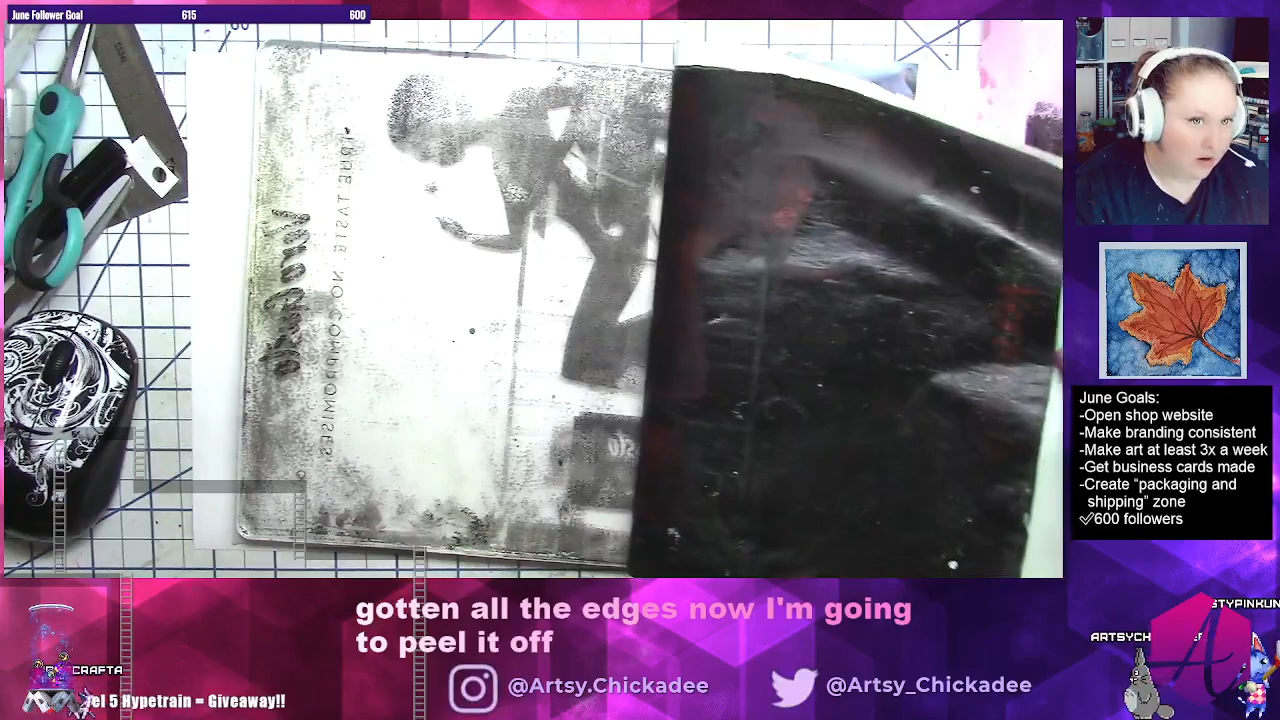 June Follower Goal 615 600
June Goals:
-Open shop website
-Make branding consistent
-Make art at least 3x a week
-Get business cards made
-Create "packaging and
shipping" zone
✓600 followers
gotten all the edges now I'm going
to peel it off
@Artsy.Chickadee
@Artsy_Chickadee
el 5 Hypetrain = Giveaway!!
CRAFTA
ARTSYCH
STYPINKUN